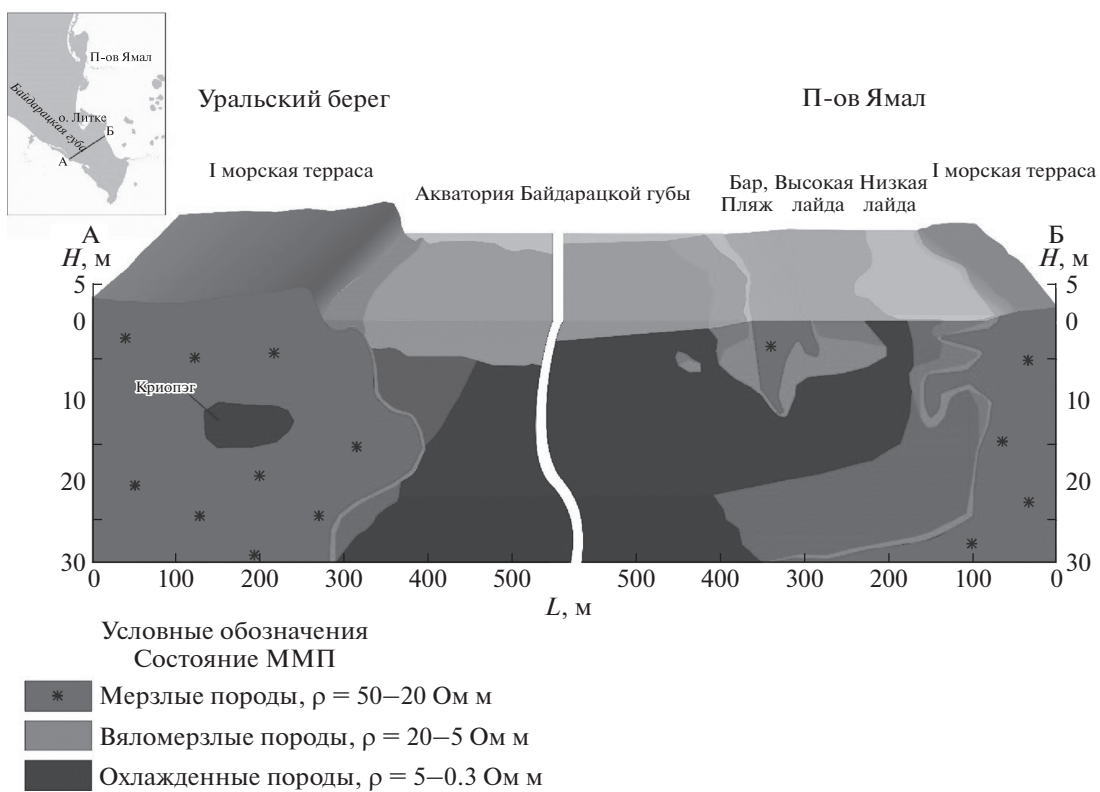 П-ов Ямал
Байдарацкая губа
о. Литке
Б
А
Уральский берег
П-ов Ямал
I морская терраса
Акватория Байдарацкой губы
Бар,
Пляж
Высокая
лайда
Низкая
лайда
I морская терраса
А
H, м
5
0
10
20
30
Криопэг
Б
H, м
5
0
10
20
30
0 100 200 300 400 500 500 400 300 200 100 0
L, м
Условные обозначения
Состояние ММП
Мерзлые породы, ρ = 50–20 Ом м
Вяломерзлые породы, ρ = 20–5 Ом м
Охлажденные породы, ρ = 5–0.3 Ом м